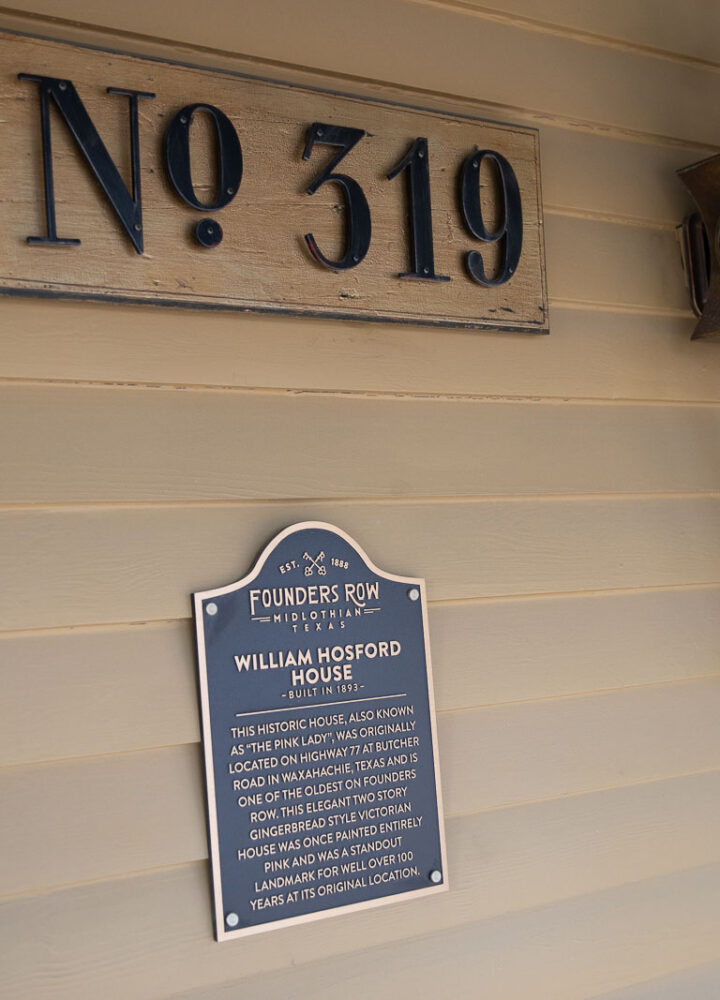 Nº 319
EST. 1888
FOUNDERS ROW
MIDLOTHIAN
TEXAS
WILLIAM HOSFORD
HOUSE
-BUILT IN 1893-
THIS HISTORIC HOUSE, ALSO KNOWN
AS "THE PINK LADY", WAS ORIGINALLY
LOCATED ON HIGHWAY 77 AT BUTCHER
ROAD IN WAXAHACHIE, TEXAS AND IS
ONE OF THE OLDEST ON FOUNDERS
ROW. THIS ELEGANT TWO STORY
GINGERBREAD STYLE VICTORIAN
HOUSE WAS ONCE PAINTED ENTIRELY
PINK AND WAS A STANDOUT
LANDMARK FOR WELL OVER 100
YEARS AT ITS ORIGINAL LOCATION.